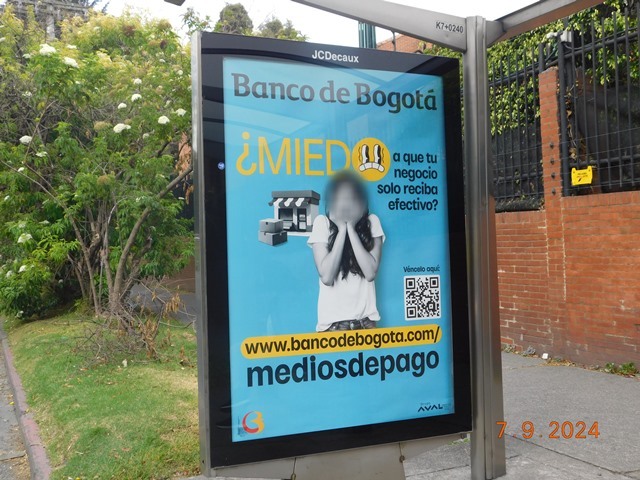 K7+0240
JCDecaux
Banco de Bogotá
¿MIEDO
a que tu
negocio
solo reciba
efectivo?
Véncelo aquí:
www.bancodebogota.com/
mediosdepago
AVAL
7. 9. 2024